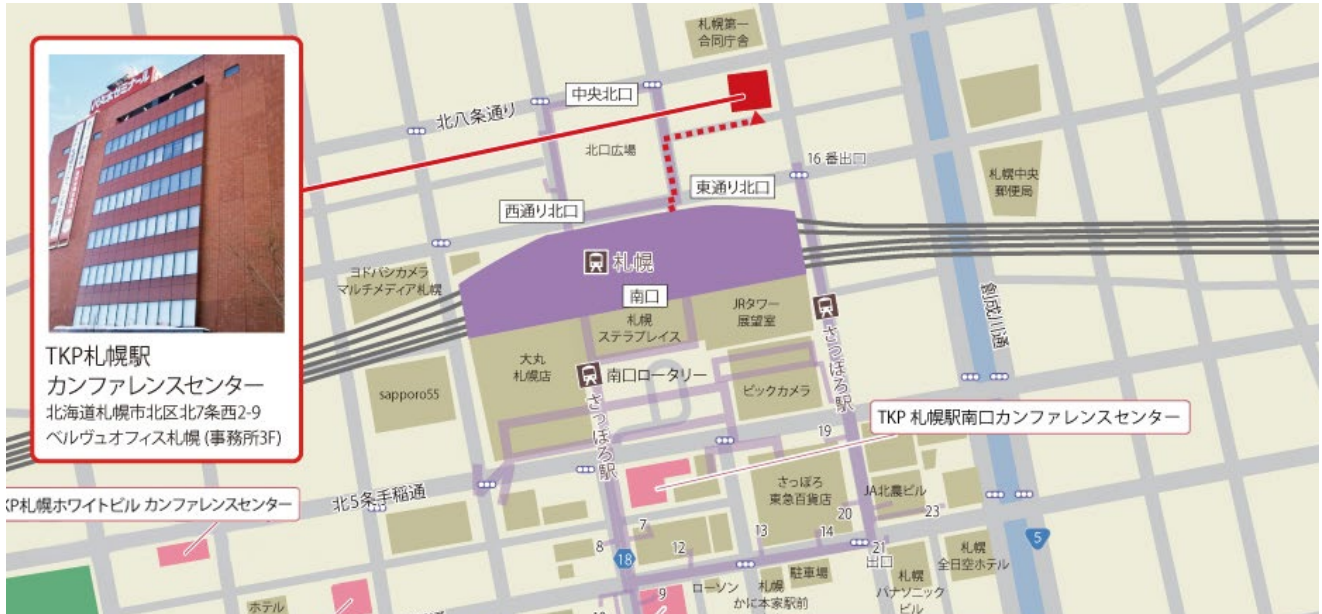 札幌第一
合同庁舎
中央北口
北八条通り
北口広場
16 番出口
東通り北口
西通り北口
札幌中央
郵便局
代々木ゼミナール
TKP札幌駅
カンファレンスセンター
北海道札幌市北区北7条西2-9
ベルヴュオフィス札幌 (事務所3F)
ヨドバシカメラ
マルチメディア札幌
札幌
南口
札幌
ステラプレイス
JRタワー
展望室
創成川通
さっぽろ駅
大丸
札幌店
南口ロータリー
さっぽろ駅
sapporo55
ビックカメラ
TKP 札幌駅南口カンファレンスセンター
19
KP札幌ホワイトビル カンファレンスセンター
北5条手稲通
さっぽろ
東急百貨店
JA北農ビル
20
23
7
8
12
13
14
21
出口
18
5
札幌
全日空ホテル
9
ローソン
札幌
かに本家駅前
駐車場
札幌
パナソニック
ビル
ホテル